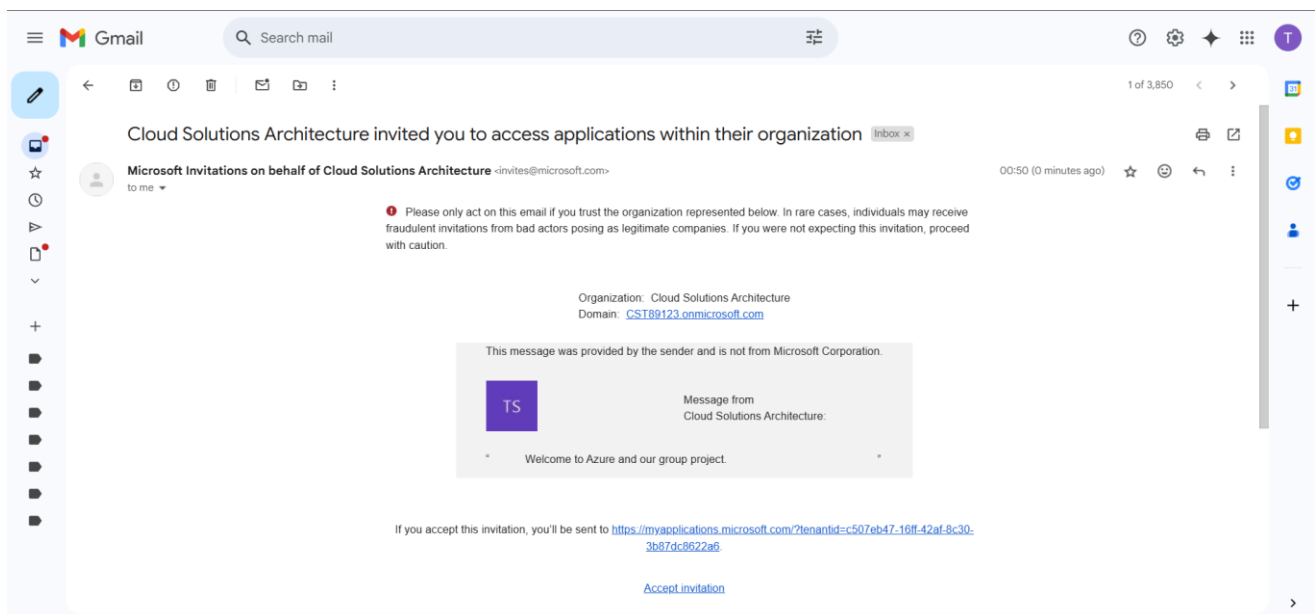 Gmail
Search mail
T
1 of 3,850
31
Cloud Solutions Architecture invited you to access applications within their organization Inbox ×
Microsoft Invitations on behalf of Cloud Solutions Architecture <invites@microsoft.com>
00:50 (0 minutes ago)
to me
Please only act on this email if you trust the organization represented below. In rare cases, individuals may receive
fraudulent invitations from bad actors posing as legitimate companies. If you were not expecting this invitation, proceed
with caution.
Organization: Cloud Solutions Architecture
Domain: CST89123.onmicrosoft.com
This message was provided by the sender and is not from Microsoft Corporation.
TS
Message from
Cloud Solutions Architecture:
" Welcome to Azure and our group project. "
If you accept this invitation, you'll be sent to https://myapplications.microsoft.com/?tenantid=c507eb47-16ff-42af-8c30-
3b87dc8622a6.
Accept invitation